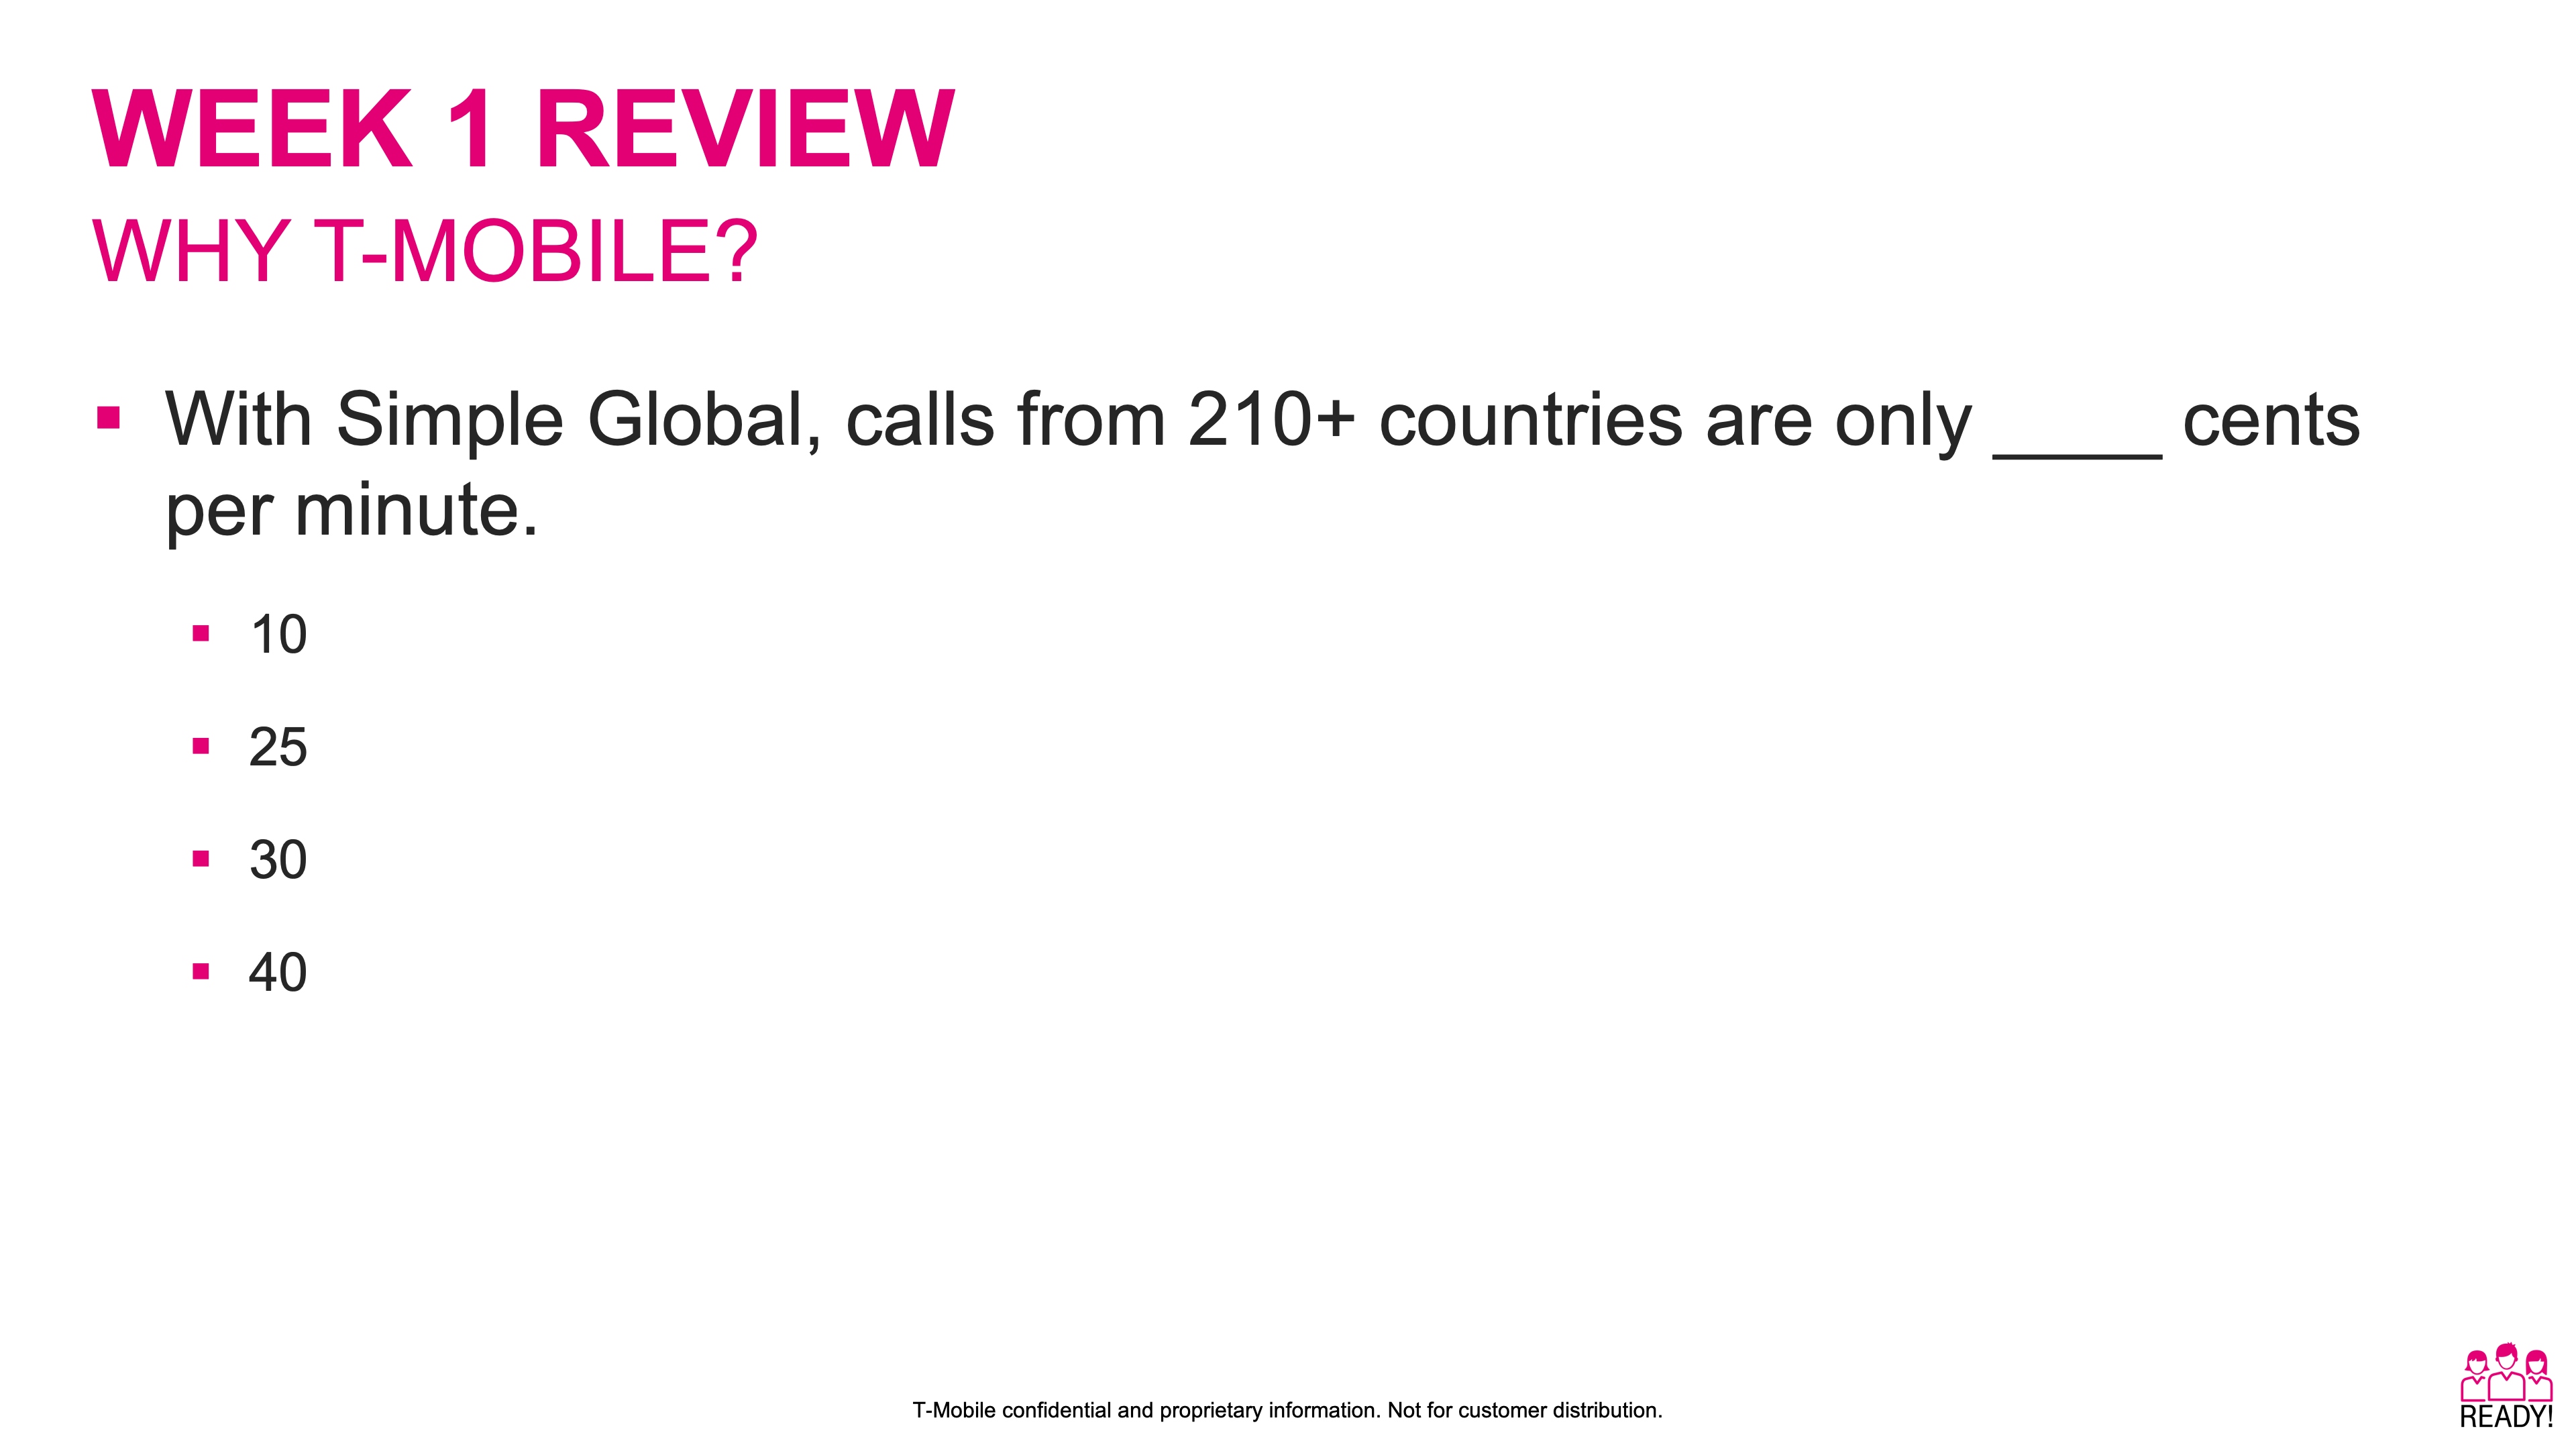 WEEK 1 REVIEW
WHY T-MOBILE?
▪ With Simple Global, calls from 210+ countries are only ____ cents
per minute.
▪ 10
▪ 25
▪ 30
▪ 40
T-Mobile confidential and proprietary information. Not for customer distribution.
READY!